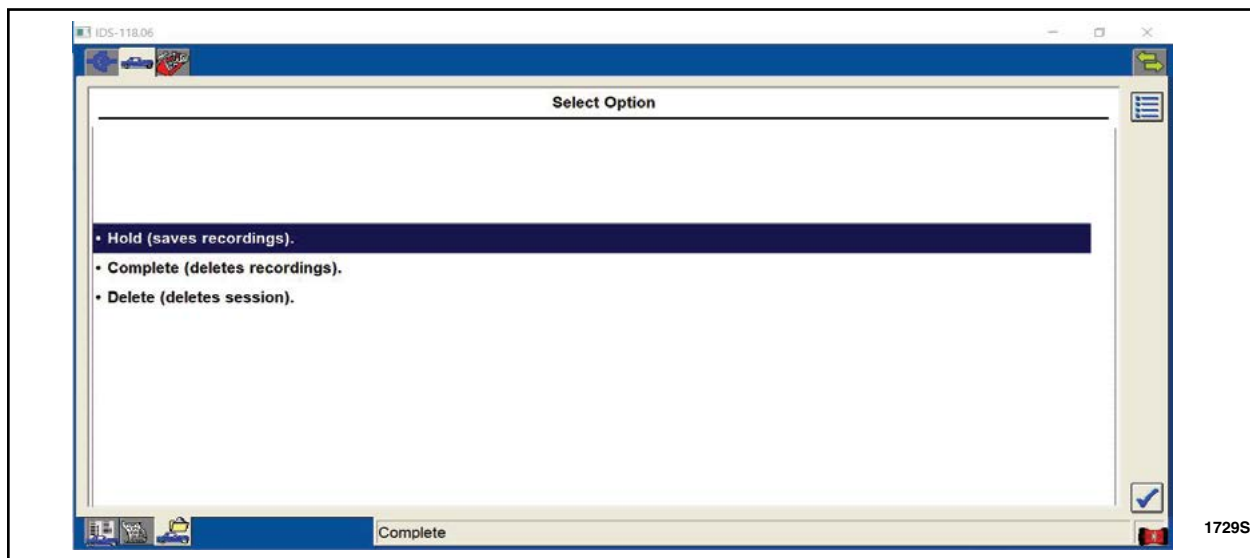 IDS-118.06
Select Option
• Hold (saves recordings).
• Complete (deletes recordings).
• Delete (deletes session).
Complete
1729S